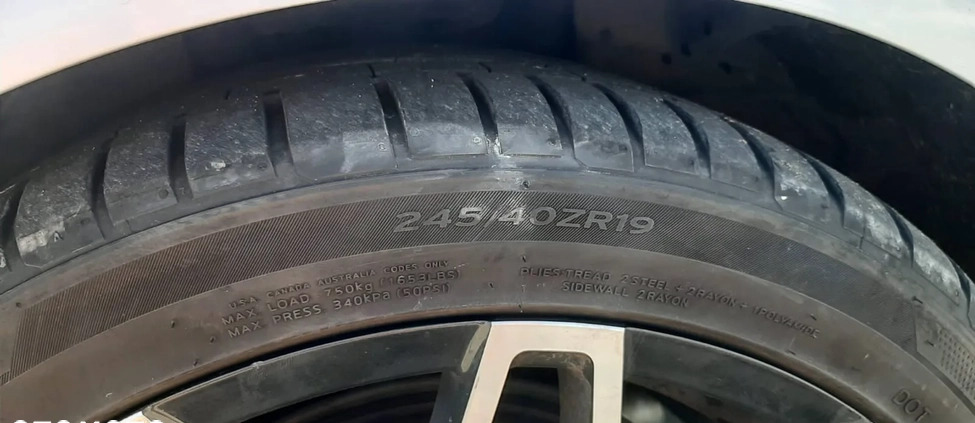 245/40ZR19
U.S.A. CANADA AUSTRALIA CODES ONLY
MAX. LOAD 750kg (1653LBS)
MAX. PRESS. 340kPa (50PSI)
PLIES:TREAD 2STEEL + 2RAYON + 1POLYAMIDE
SIDEWALL 2RAYON
DOT